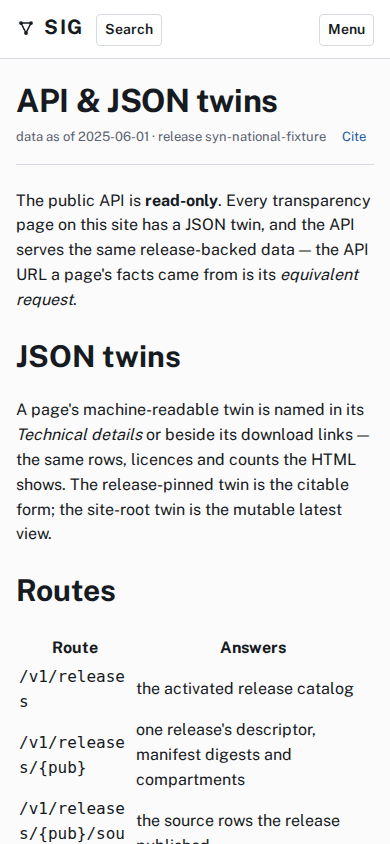 SIG Search Menu
API & JSON twins
data as of 2025-06-01 · release syn-national-fixture Cite
The public API is read-only. Every transparency
page on this site has a JSON twin, and the API
serves the same release-backed data — the API
URL a page's facts came from is its equivalent
request.
JSON twins
A page's machine-readable twin is named in its
Technical details or beside its download links —
the same rows, licences and counts the HTML
shows. The release-pinned twin is the citable
form; the site-root twin is the mutable latest
view.
Routes
Route Answers
/v1/release
s
the activated release catalog
/v1/release
s/{pub}
one release's descriptor,
manifest digests and
compartments
/v1/release
s/{pub}/sou
the source rows the release
published